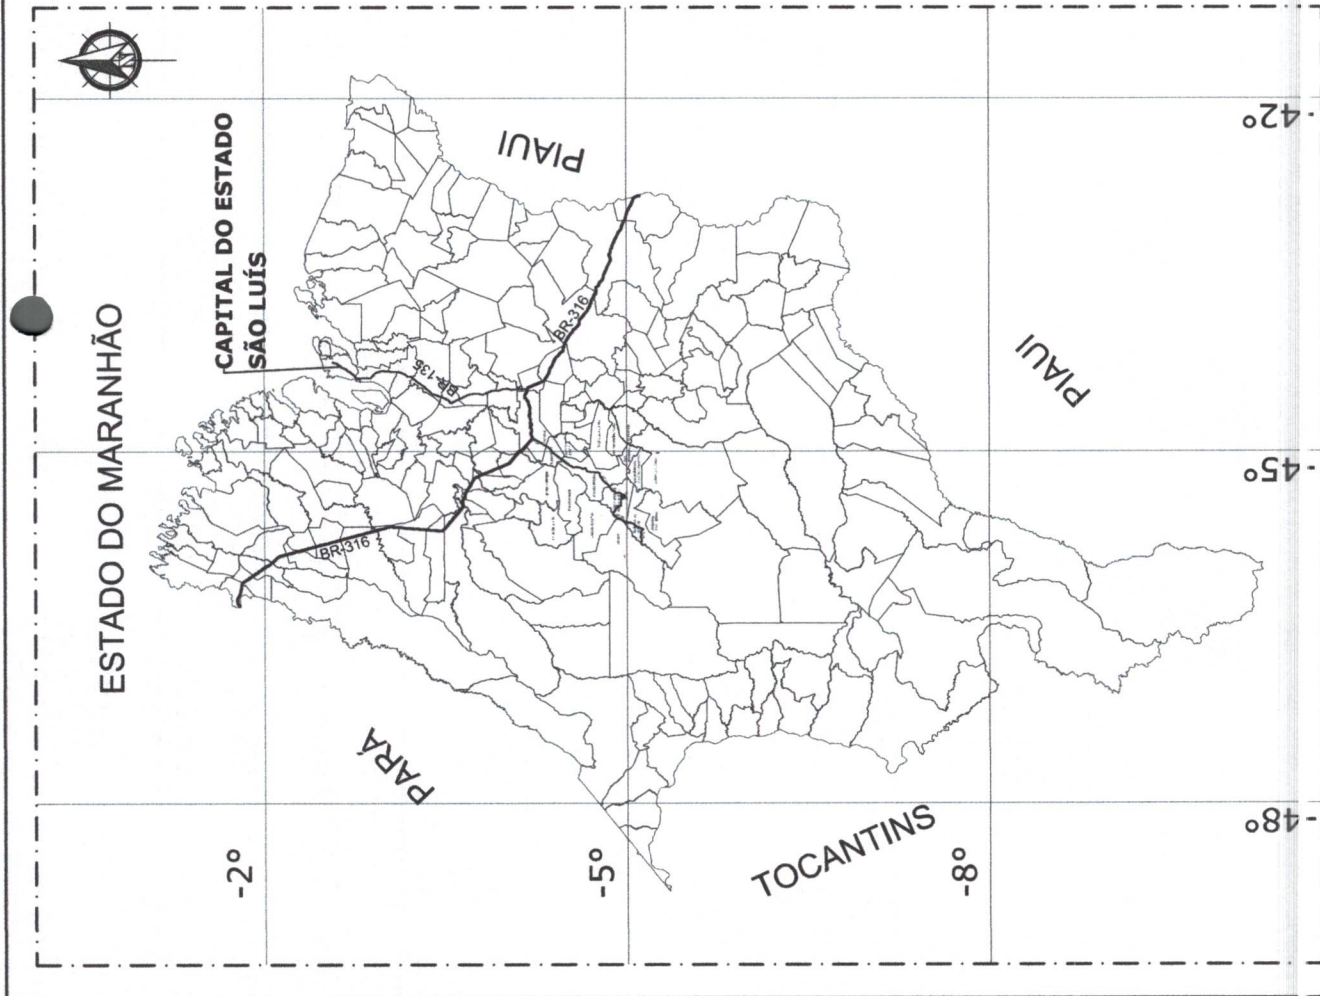 ESTADO DO MARANHÃO
CAPITAL DO ESTADO
SÃO LUÍS
PIAUI
PIAUI
PARÁ
TOCANTINS
BR-316
BR-135
BR-316
-2°
-5°
-8°
-42°
-45°
-48°
N